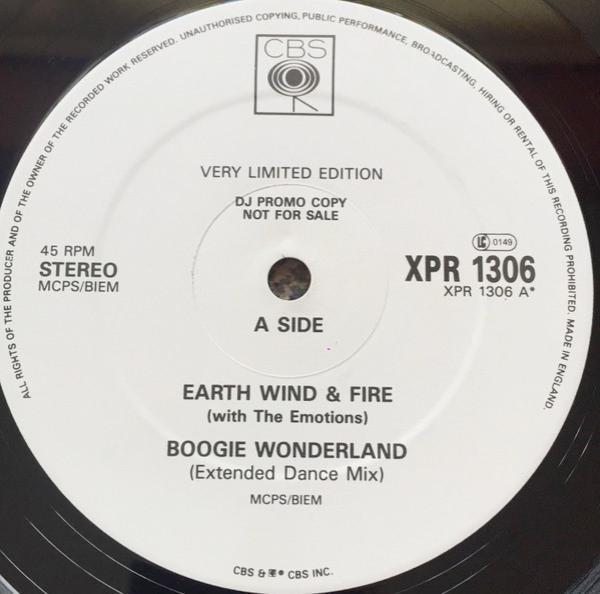 ALL RIGHTS OF THE PRODUCER AND OF THE OWNER OF THE RECORDED WORK RESERVED. UNAUTHORISED COPYING, PUBLIC PERFORMANCE, BROADCASTING, HIRING OR RENTAL OF THIS RECORDING PROHIBITED. MADE IN ENGLAND.
CBS
VERY LIMITED EDITION
DJ PROMO COPY
NOT FOR SALE
45 RPM
STEREO
MCPS/BIEM
LC 0149
XPR 1306
XPR 1306 A*
A SIDE
EARTH WIND & FIRE
(with The Emotions)
BOOGIE WONDERLAND
(Extended Dance Mix)
MCPS/BIEM
CBS & ® CBS INC.